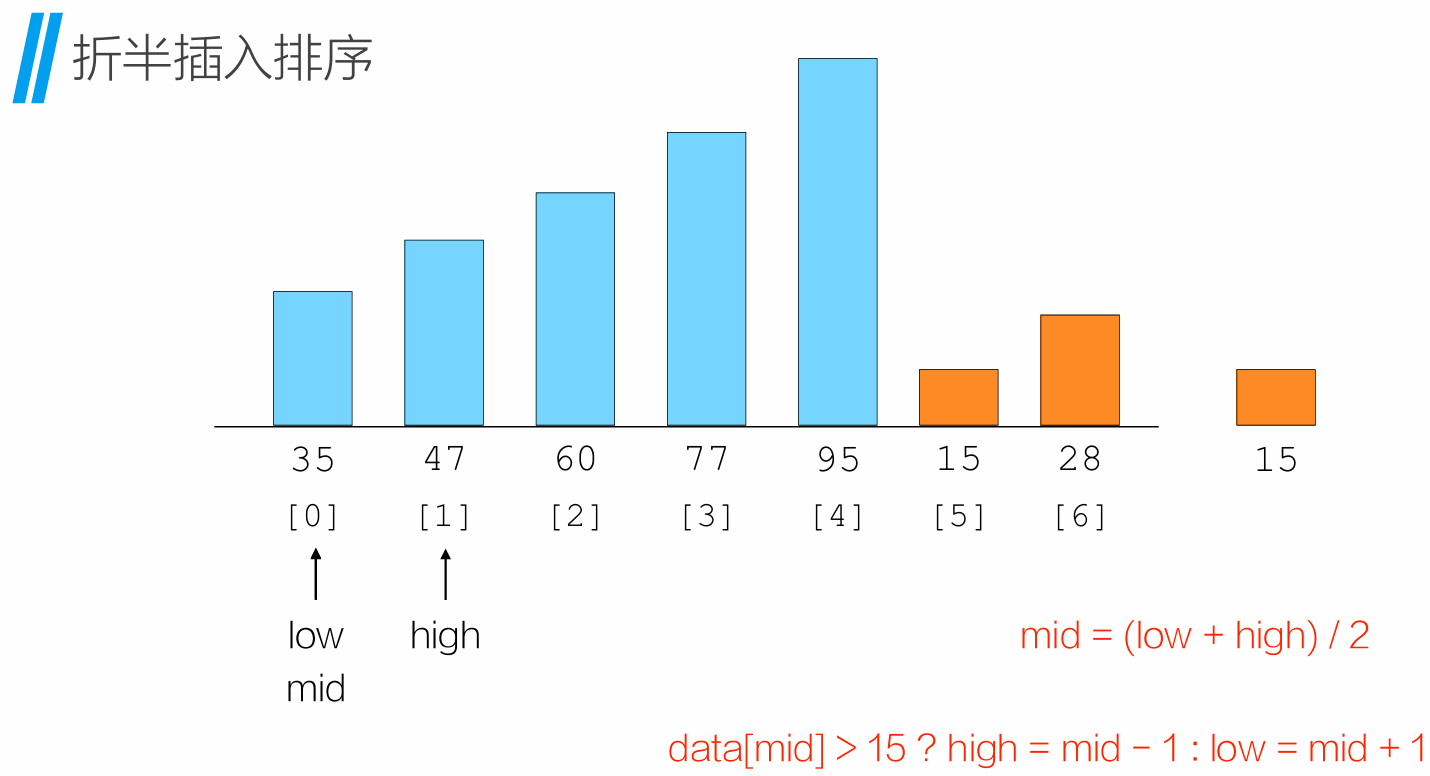 折半插入排序
35 47 60 77 95 15 28 15
[0] [1] [2] [3] [4] [5] [6]
low high mid = (low + high) / 2
mid
data[mid] > 15 ? high = mid - 1 : low = mid + 1